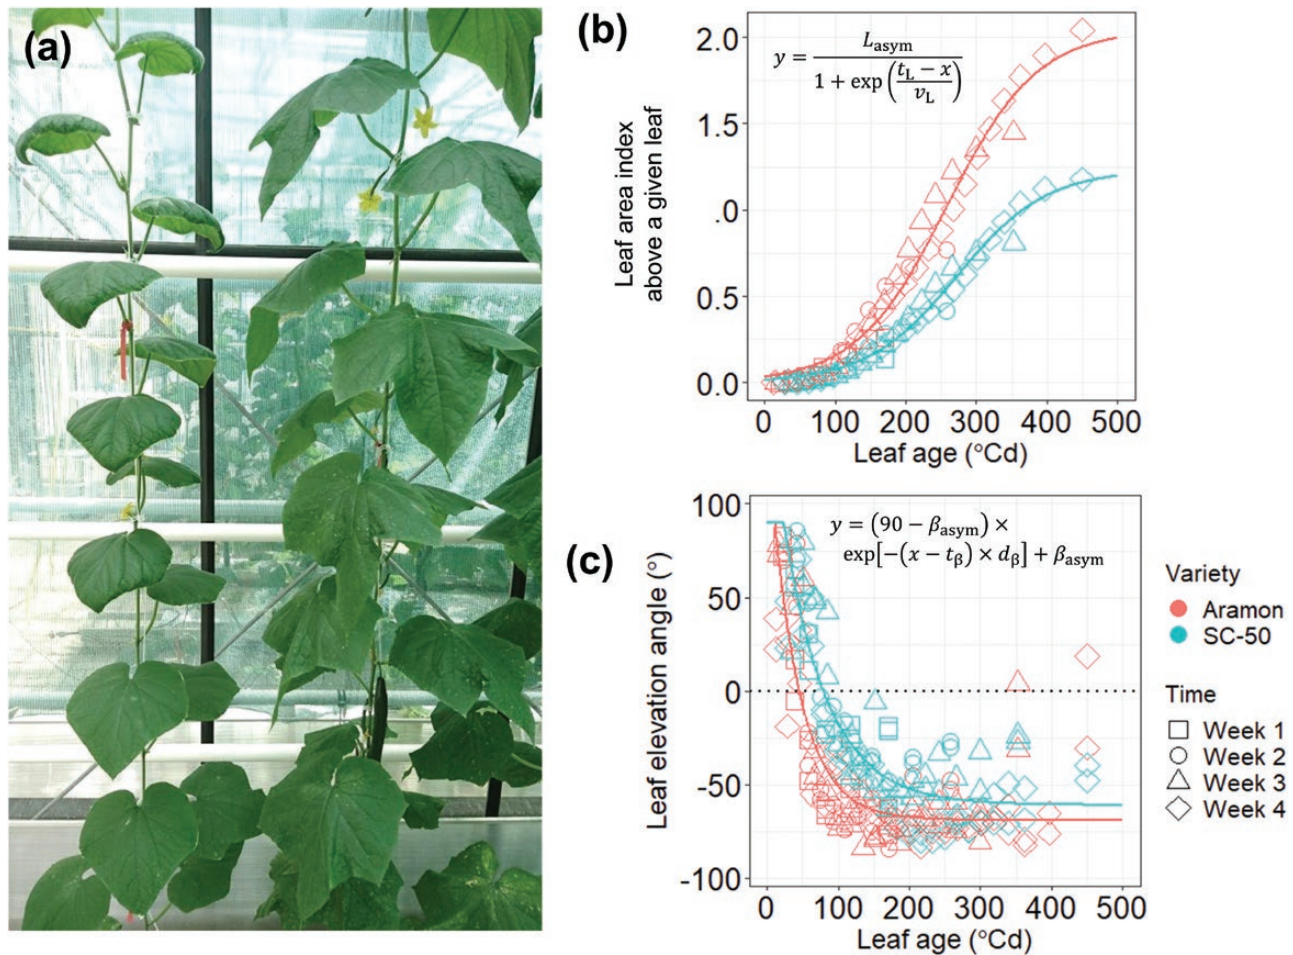 (a)
(b)
y = L_asym / (1 + exp((t_L − x) / v_L))
Leaf area index
above a given leaf
2.0
1.5
.0
0.5
0.0
0 100 200 300 400 500
Leaf age (°Cd)
(c)
y = (90 − β_asym) ×
exp[−(x − t_β) × d_β] + β_asym
Leaf elevation angle (°)
100
50
0
-50
-100
0 100 200 300 400 500
Leaf age (°Cd)
Variety
Aramon
SC-50
Time
Week 1
Week 2
Week 3
Week 4